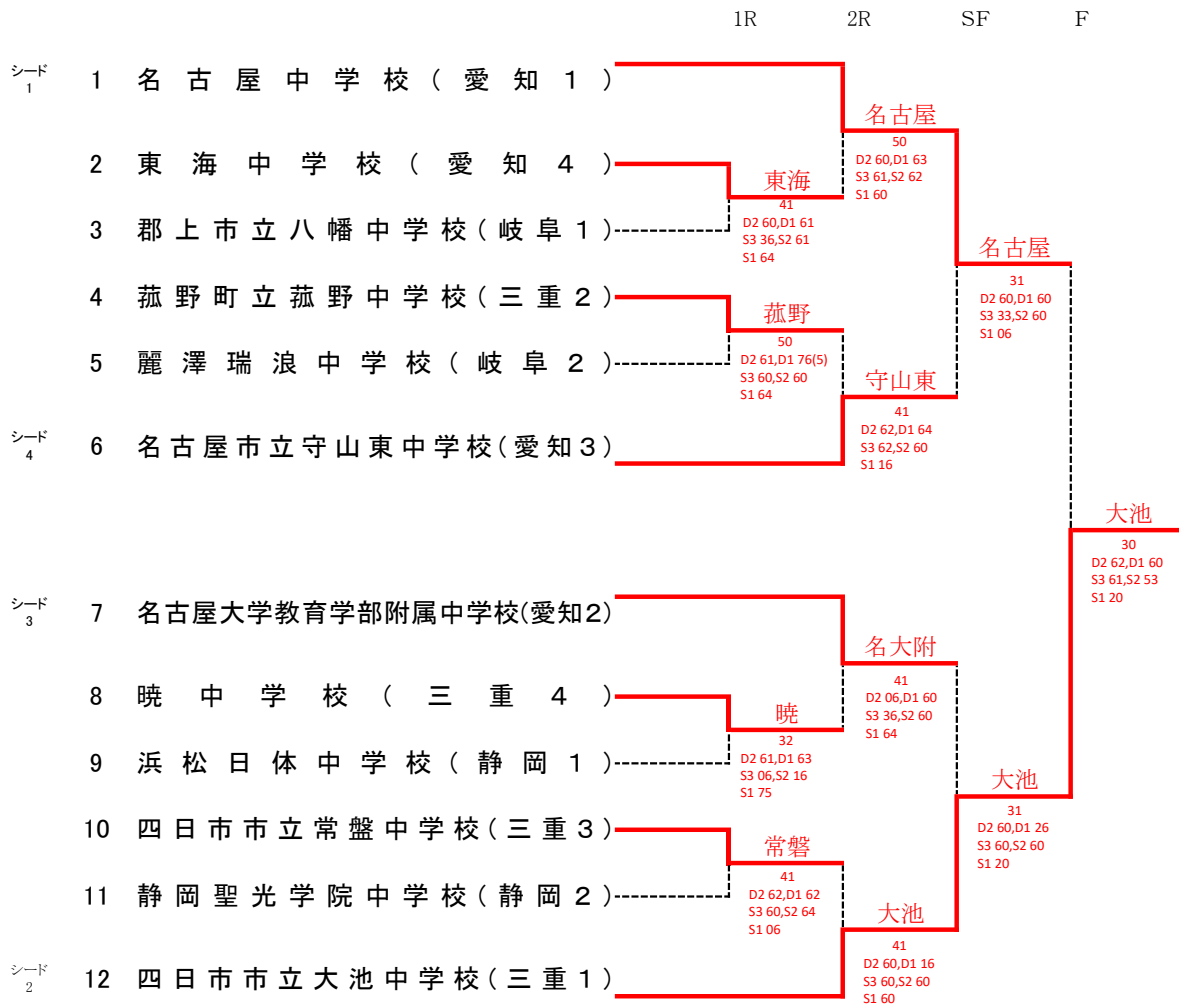 1R 2R SF F
シード
1
1 名古屋中学校(愛知1)
名古屋
50
D2 60,D1 63
S3 61,S2 62
S1 60
2 東海中学校(愛知4)
東海
41
D2 60,D1 61
S3 36,S2 61
S1 64
3 郡上市立八幡中学校(岐阜1)
名古屋
31
D2 60,D1 60
S3 33,S2 60
S1 06
4 菰野町立菰野中学校(三重2)
菰野
50
D2 61,D1 76(5)
S3 60,S2 60
S1 64
5 麗澤瑞浪中学校(岐阜2)
守山東
41
D2 62,D1 64
S3 62,S2 60
S1 16
シード
4
6 名古屋市立守山東中学校(愛知3)
大池
30
D2 62,D1 60
S3 61,S2 53
S1 20
シード
3
7 名古屋大学教育学部附属中学校(愛知2)
名大附
41
D2 06,D1 60
S3 36,S2 60
S1 64
8 暁中学校(三重4)
暁
32
D2 61,D1 63
S3 06,S2 16
S1 75
9 浜松日体中学校(静岡1)
大池
31
D2 60,D1 26
S3 60,S2 60
S1 20
10 四日市市立常盤中学校(三重3)
常磐
41
D2 62,D1 62
S3 60,S2 64
S1 06
11 静岡聖光学院中学校(静岡2)
大池
41
D2 60,D1 16
S3 60,S2 60
S1 60
シード
2
12 四日市市立大池中学校(三重1)